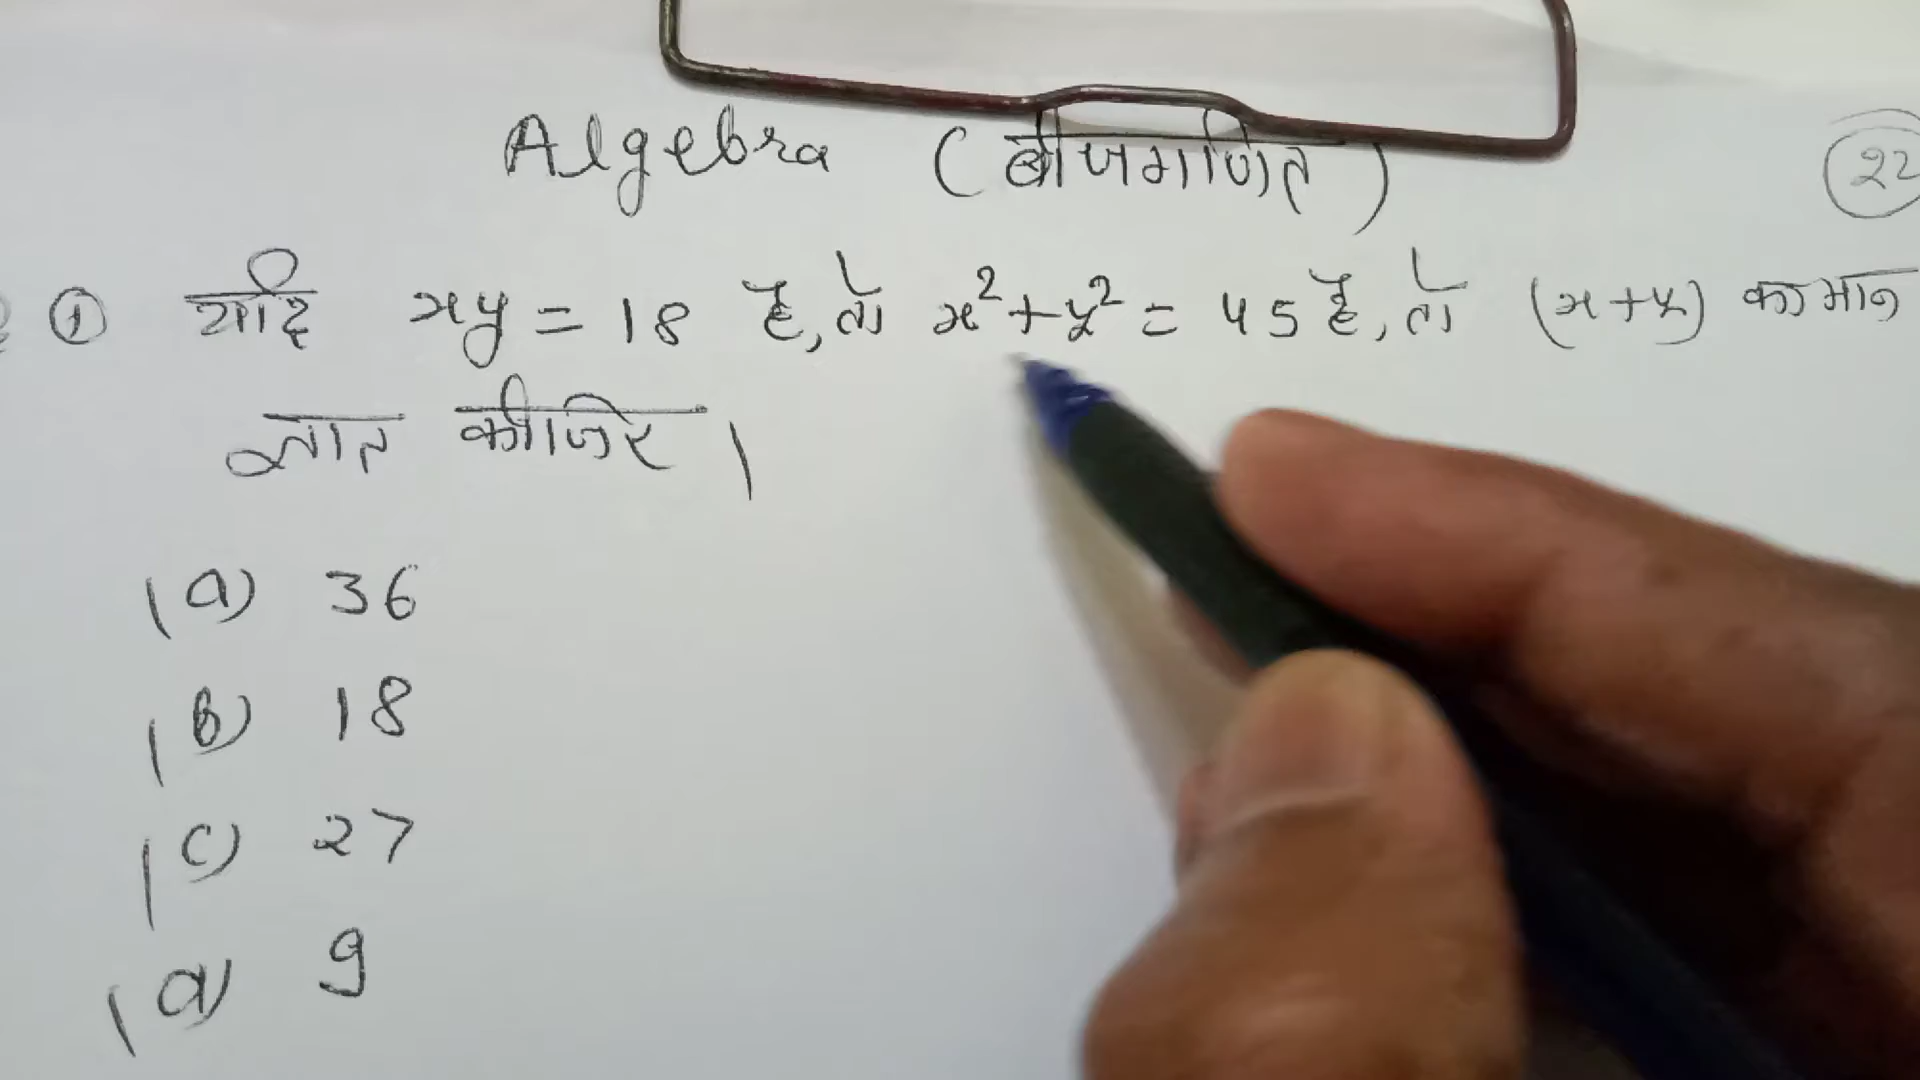 Algebra (बीजगणित)
22
① यदि xy = 18 है, तो x²+y² = 45 है, तो (x+y) का मान
ज्ञात कीजिए।
(a) 36
(b) 18
(c) 27
(d) 9